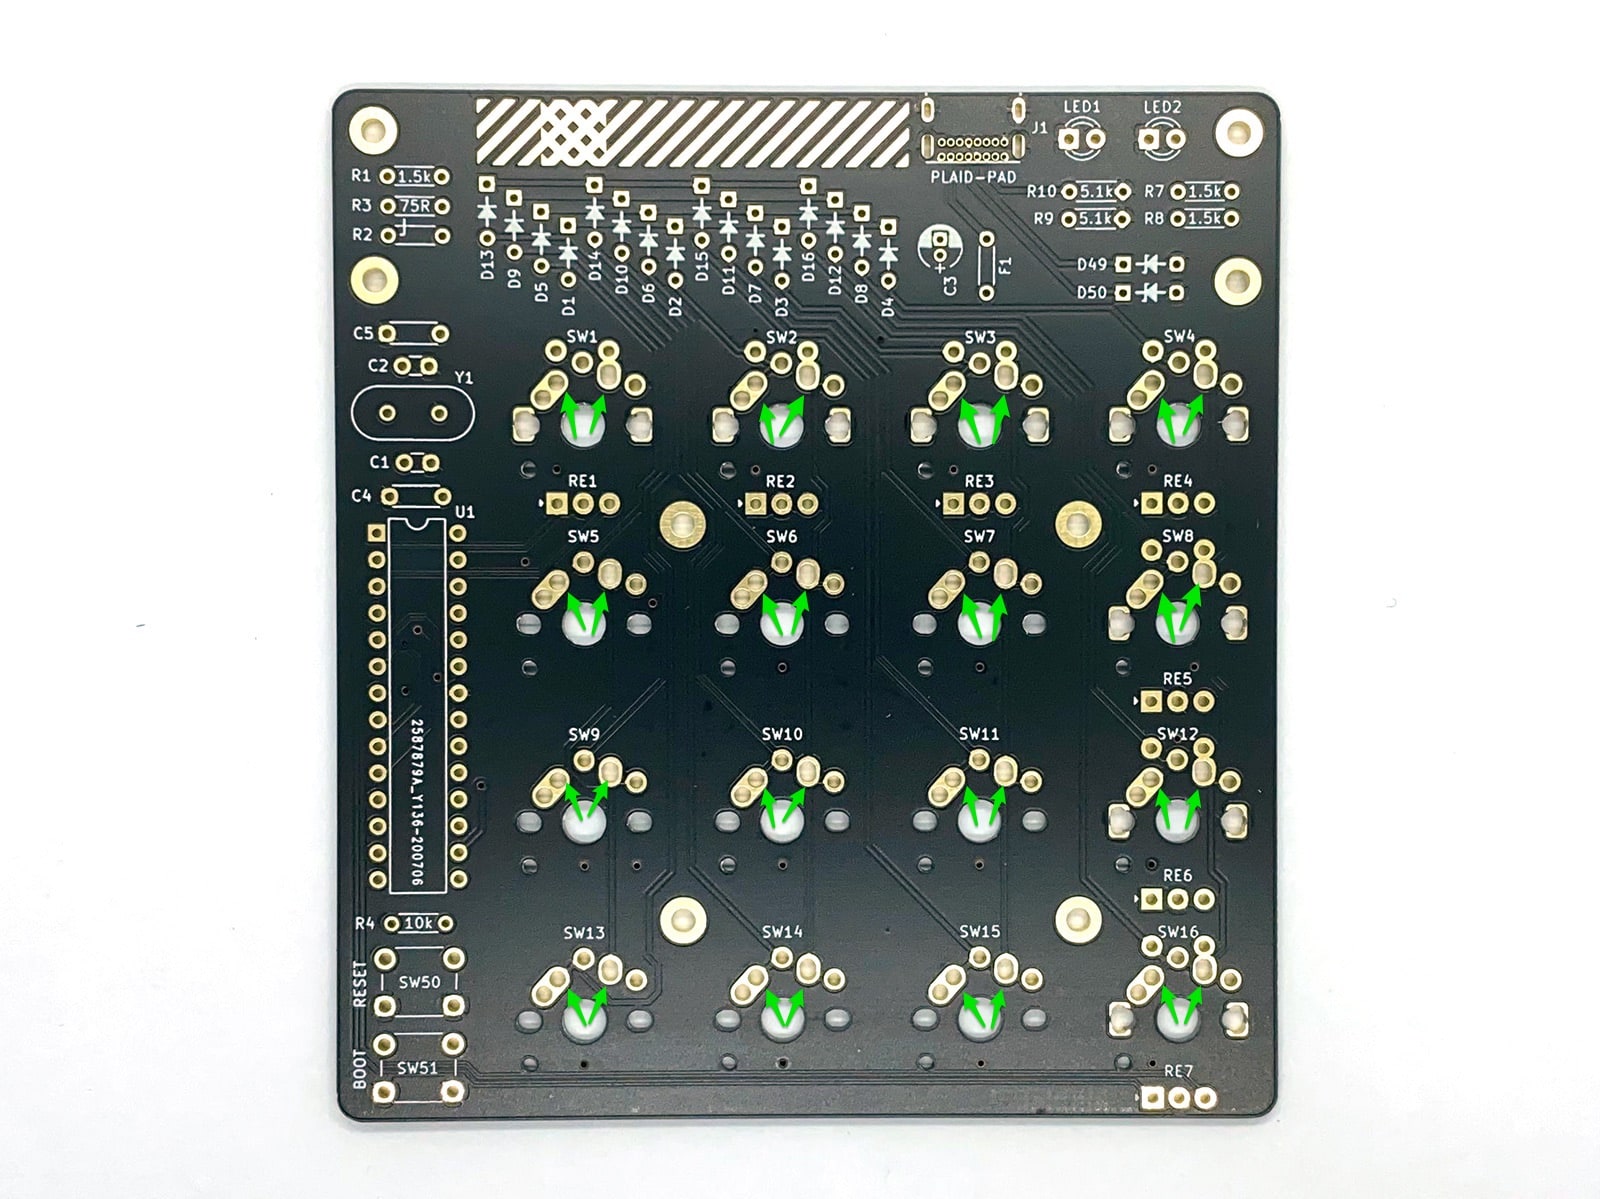 LED1 LED2
J1
PLAID-PAD
R1 1.5k
R3 75R
R2
R10 5.1k R7 1.5k
R9 5.1k R8 1.5k
D13 D9 D5 D1 D14 D10 D6 D2 D15 D11 D7 D3 D16 D12 D8 D4
+
C3
F1
D49
D50
C5
C2
Y1
C1
C4
U1
SW1 SW2 SW3 SW4
RE1 RE2 RE3 RE4
SW5 SW6 SW7 SW8
RE5
SW9 SW10 SW11 SW12
2587879A_Y136-200706
RE6
R4 10k
SW13 SW14 SW15 SW16
RESET
SW50
BOOT
SW51
RE7